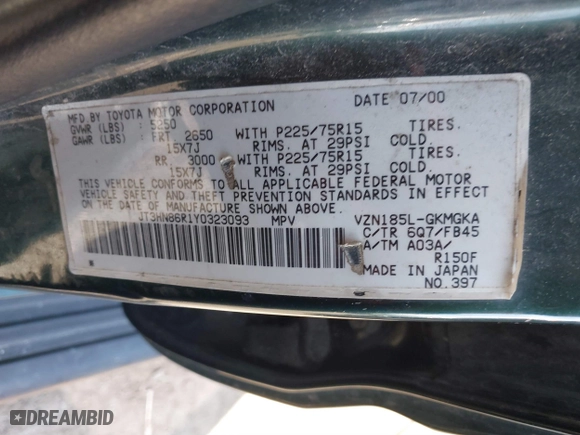 MFD.BY TOYOTA MOTOR CORPORATION DATE 07/00
GVWR (LBS) : 5250
GAWR (LBS) : FRT 2650 WITH P225/75R15 TIRES.
15X7J RIMS. AT 29PSI COLD.
RR. 3000 WITH P225/75R15 TIRES.
15X7J RIMS. AT 29PSI COLD.
THIS VEHICLE CONFORMS TO ALL APPLICABLE FEDERAL MOTOR
VEHICLE SAFETY AND THEFT PREVENTION STANDARDS IN EFFECT
ON THE DATE OF MANUFACTURE SHOWN ABOVE.
JT3HN86R1Y0323093 MPV VZN185L-GKMGKA
C/TR 6Q7/FB45
A/TM A03A/
R150F
MADE IN JAPAN
NO.397
DREAMBID